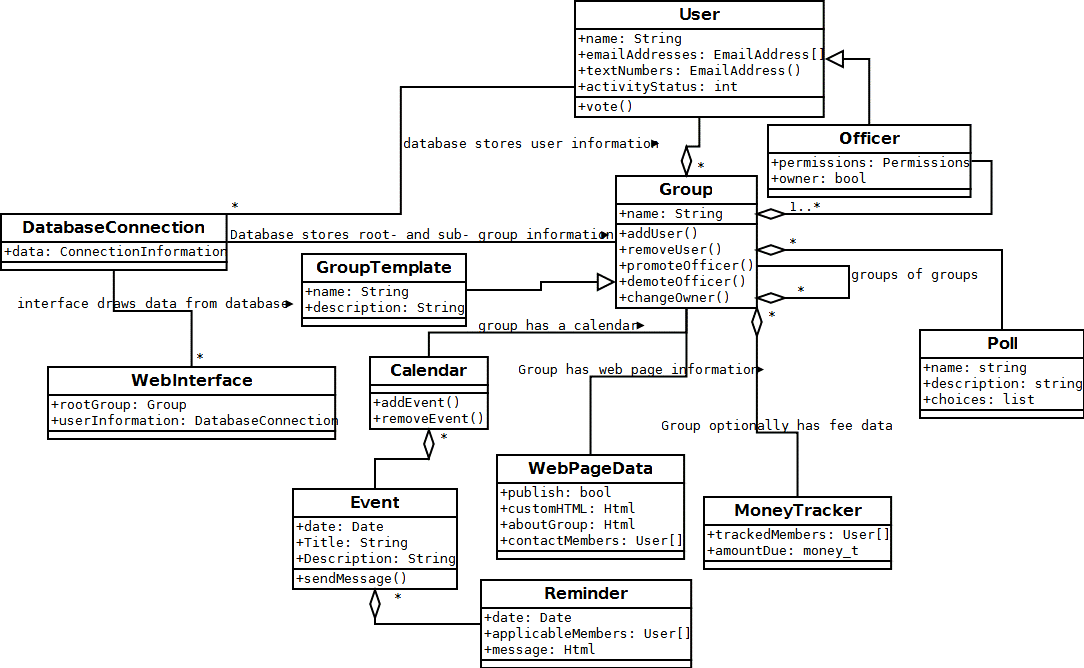 User
+name: String
+emailAddresses: EmailAddress[]
+textNumbers: EmailAddress()
+activityStatus: int
+vote()
database stores user information
*
Officer
+permissions: Permissions
+owner: bool
1..*
*
DatabaseConnection
+data: ConnectionInformation
Database stores root- and sub- group information
Group
+name: String
+addUser()
+removeUser()
+promoteOfficer()
+demoteOfficer()
+changeOwner()
*
groups of groups
*
*
GroupTemplate
+name: String
+description: String
interface draws data from database
*
group has a calendar
Group has web page information
Group optionally has fee data
Poll
+name: string
+description: string
+choices: list
WebInterface
+rootGroup: Group
+userInformation: DatabaseConnection
Calendar
+addEvent()
+removeEvent()
*
WebPageData
+publish: bool
+customHTML: Html
+aboutGroup: Html
+contactMembers: User[]
MoneyTracker
+trackedMembers: User[]
+amountDue: money_t
Event
+date: Date
+Title: String
+Description: String
+sendMessage()
*
Reminder
+date: Date
+applicableMembers: User[]
+message: Html